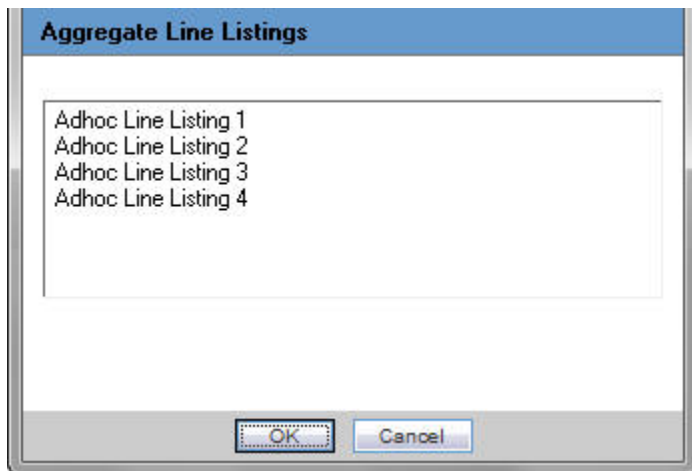 Aggregate Line Listings
Adhoc Line Listing 1
Adhoc Line Listing 2
Adhoc Line Listing 3
Adhoc Line Listing 4
OK
Cancel